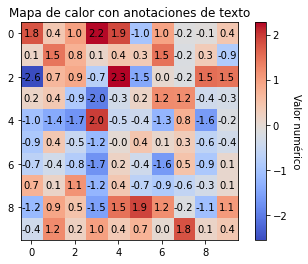 Mapa de calor con anotaciones de texto
0 1.8 0.4 1.0 2.2 1.9 -1.0 1.0 -0.2 -0.1 0.4
0.1 1.5 0.8 0.1 0.4 0.3 1.5 -0.2 0.3 -0.9
2 -2.6 0.7 0.9 -0.7 2.3 -1.5 0.0 -0.2 1.5 1.5
0.2 0.4 -0.9 -2.0 -0.3 0.2 1.2 1.2 -0.4 -0.3
4 -1.0 -1.4 -1.7 2.0 -0.5 -0.4 -1.3 0.8 -1.6 -0.2
-0.9 0.4 -0.5 -1.2 -0.0 0.4 0.1 0.3 -0.6 -0.4
6 -0.7 -0.4 -0.8 -1.7 0.2 -0.4 -1.6 0.5 -0.9 0.1
0.7 0.1 1.1 -1.2 0.4 -0.7 -0.9 -0.6 -0.3 0.1
8 -1.2 0.9 0.5 -1.5 1.5 1.9 1.2 -0.2 -1.1 1.1
-0.4 1.2 0.2 1.0 0.4 0.7 0.0 1.8 0.1 0.4
0 2 4 6 8
2
1
0
−1
−2
Valor numérico